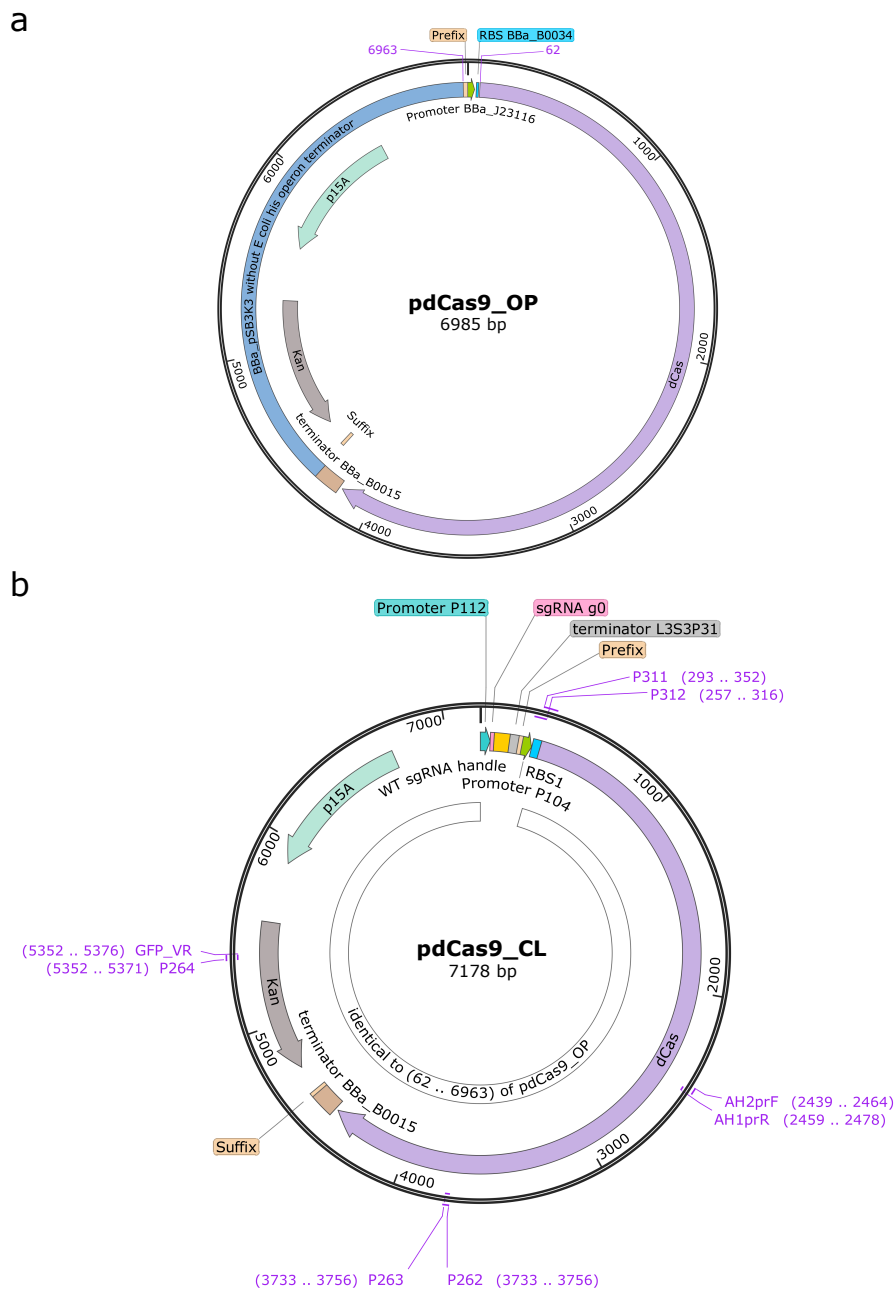 a
Prefix
RBS BBa_B0034
6963
62
Promoter BBa_J23116
1000
6000
p15A
BBa_pSB3K3 without E coli his operon terminator
pdCas9_OP
6985 bp
2000
5000
dCas
Kan
Suffix
terminator BBa_B0015
3000
4000
b
Promoter P112
sgRNA g0
terminator L3S3P31
Prefix
P311 (293 .. 352)
P312 (257 .. 316)
7000
WT sgRNA handle
RBS1
Promoter P104
1000
p15A
6000
pdCas9_CL
7178 bp
(5352 .. 5376) GFP_VR
(5352 .. 5371) P264
Kan
2000
identical to (62 .. 6963) of pdCas9_OP
5000
terminator BBa_B0015
dCas
AH2prF (2439 .. 2464)
AH1prR (2459 .. 2478)
Suffix
3000
4000
(3733 .. 3756) P263
P262 (3733 .. 3756)